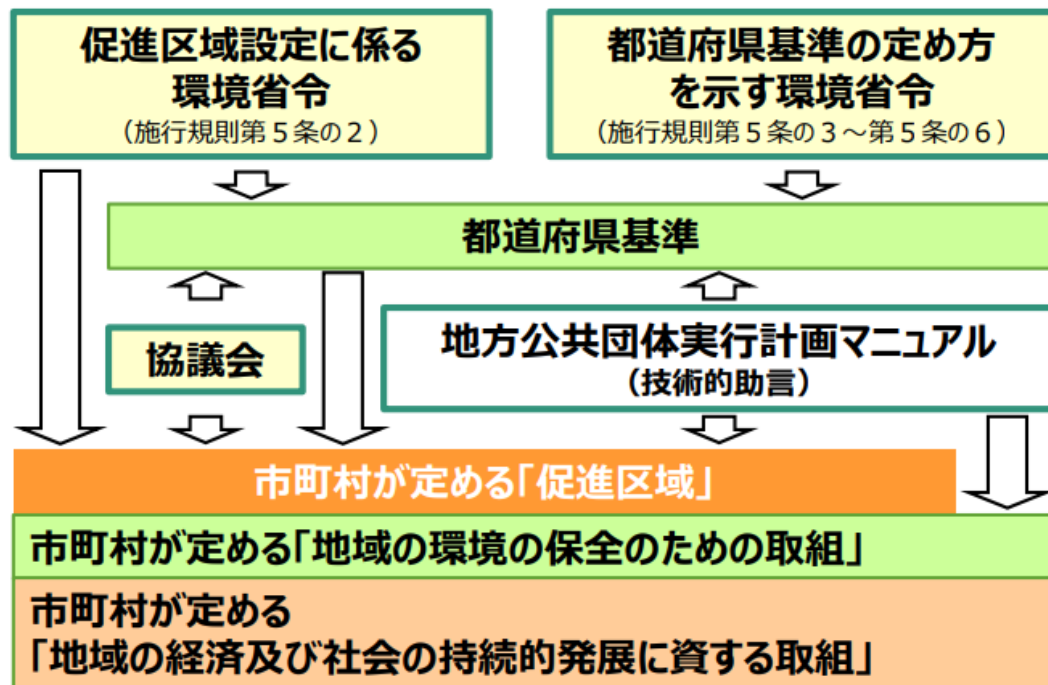 促進区域設定に係る
環境省令
（施行規則第５条の２）
都道府県基準の定め方
を示す環境省令
（施行規則第５条の３～第５条の６）
都道府県基準
協議会
地方公共団体実行計画マニュアル
（技術的助言）
市町村が定める「促進区域」
市町村が定める「地域の環境の保全のための取組」
市町村が定める
「地域の経済及び社会の持続的発展に資する取組」